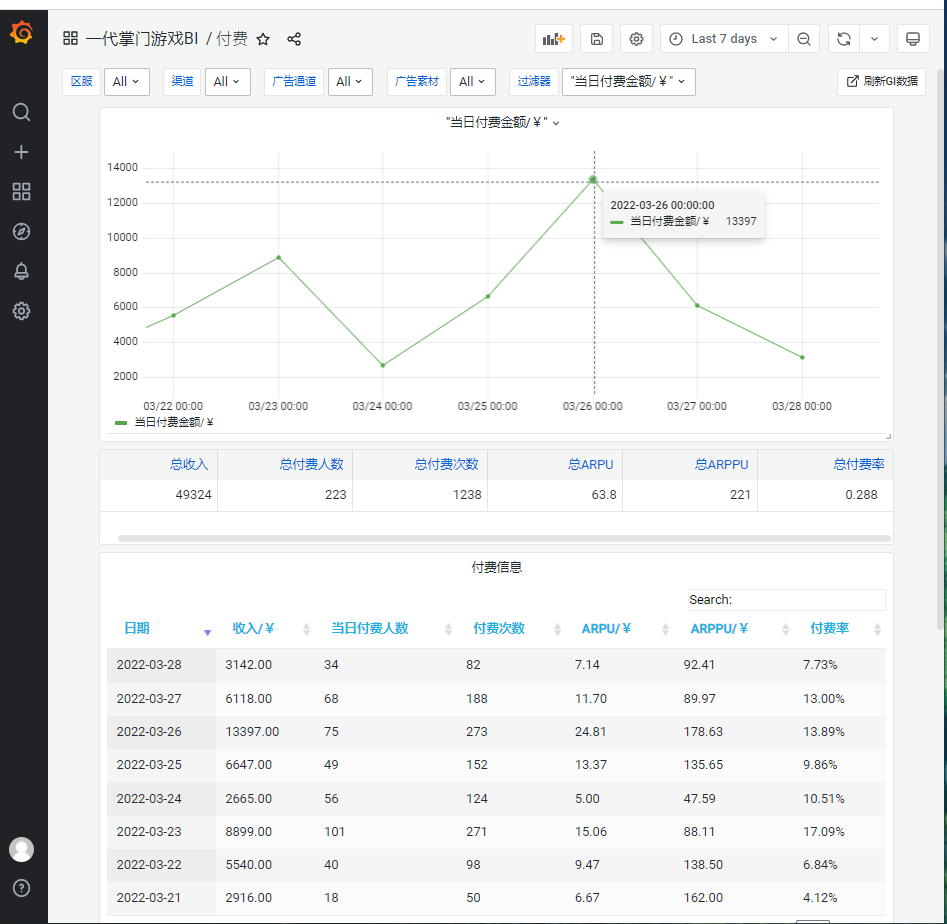 一代掌门游戏BI / 付费 Last 7 days
区服 All 渠道 All 广告通道 All 广告素材 All 过滤器 "当日付费金额/￥" 刷新GI数据
"当日付费金额/￥"
14000
12000
10000
8000
6000
4000
2000
2022-03-26 00:00:00
当日付费金额/￥ 13397
03/22 00:00 03/23 00:00 03/24 00:00 03/25 00:00 03/26 00:00 03/27 00:00 03/28 00:00
当日付费金额/￥
总收入 总付费人数 总付费次数 总ARPU 总ARPPU 总付费率
49324 223 1238 63.8 221 0.288
付费信息
Search:
日期 收入/￥ 当日付费人数 付费次数 ARPU/￥ ARPPU/￥ 付费率
2022-03-28 3142.00 34 82 7.14 92.41 7.73%
2022-03-27 6118.00 68 188 11.70 89.97 13.00%
2022-03-26 13397.00 75 273 24.81 178.63 13.89%
2022-03-25 6647.00 49 152 13.37 135.65 9.86%
2022-03-24 2665.00 56 124 5.00 47.59 10.51%
2022-03-23 8899.00 101 271 15.06 88.11 17.09%
2022-03-22 5540.00 40 98 9.47 138.50 6.84%
2022-03-21 2916.00 18 50 6.67 162.00 4.12%